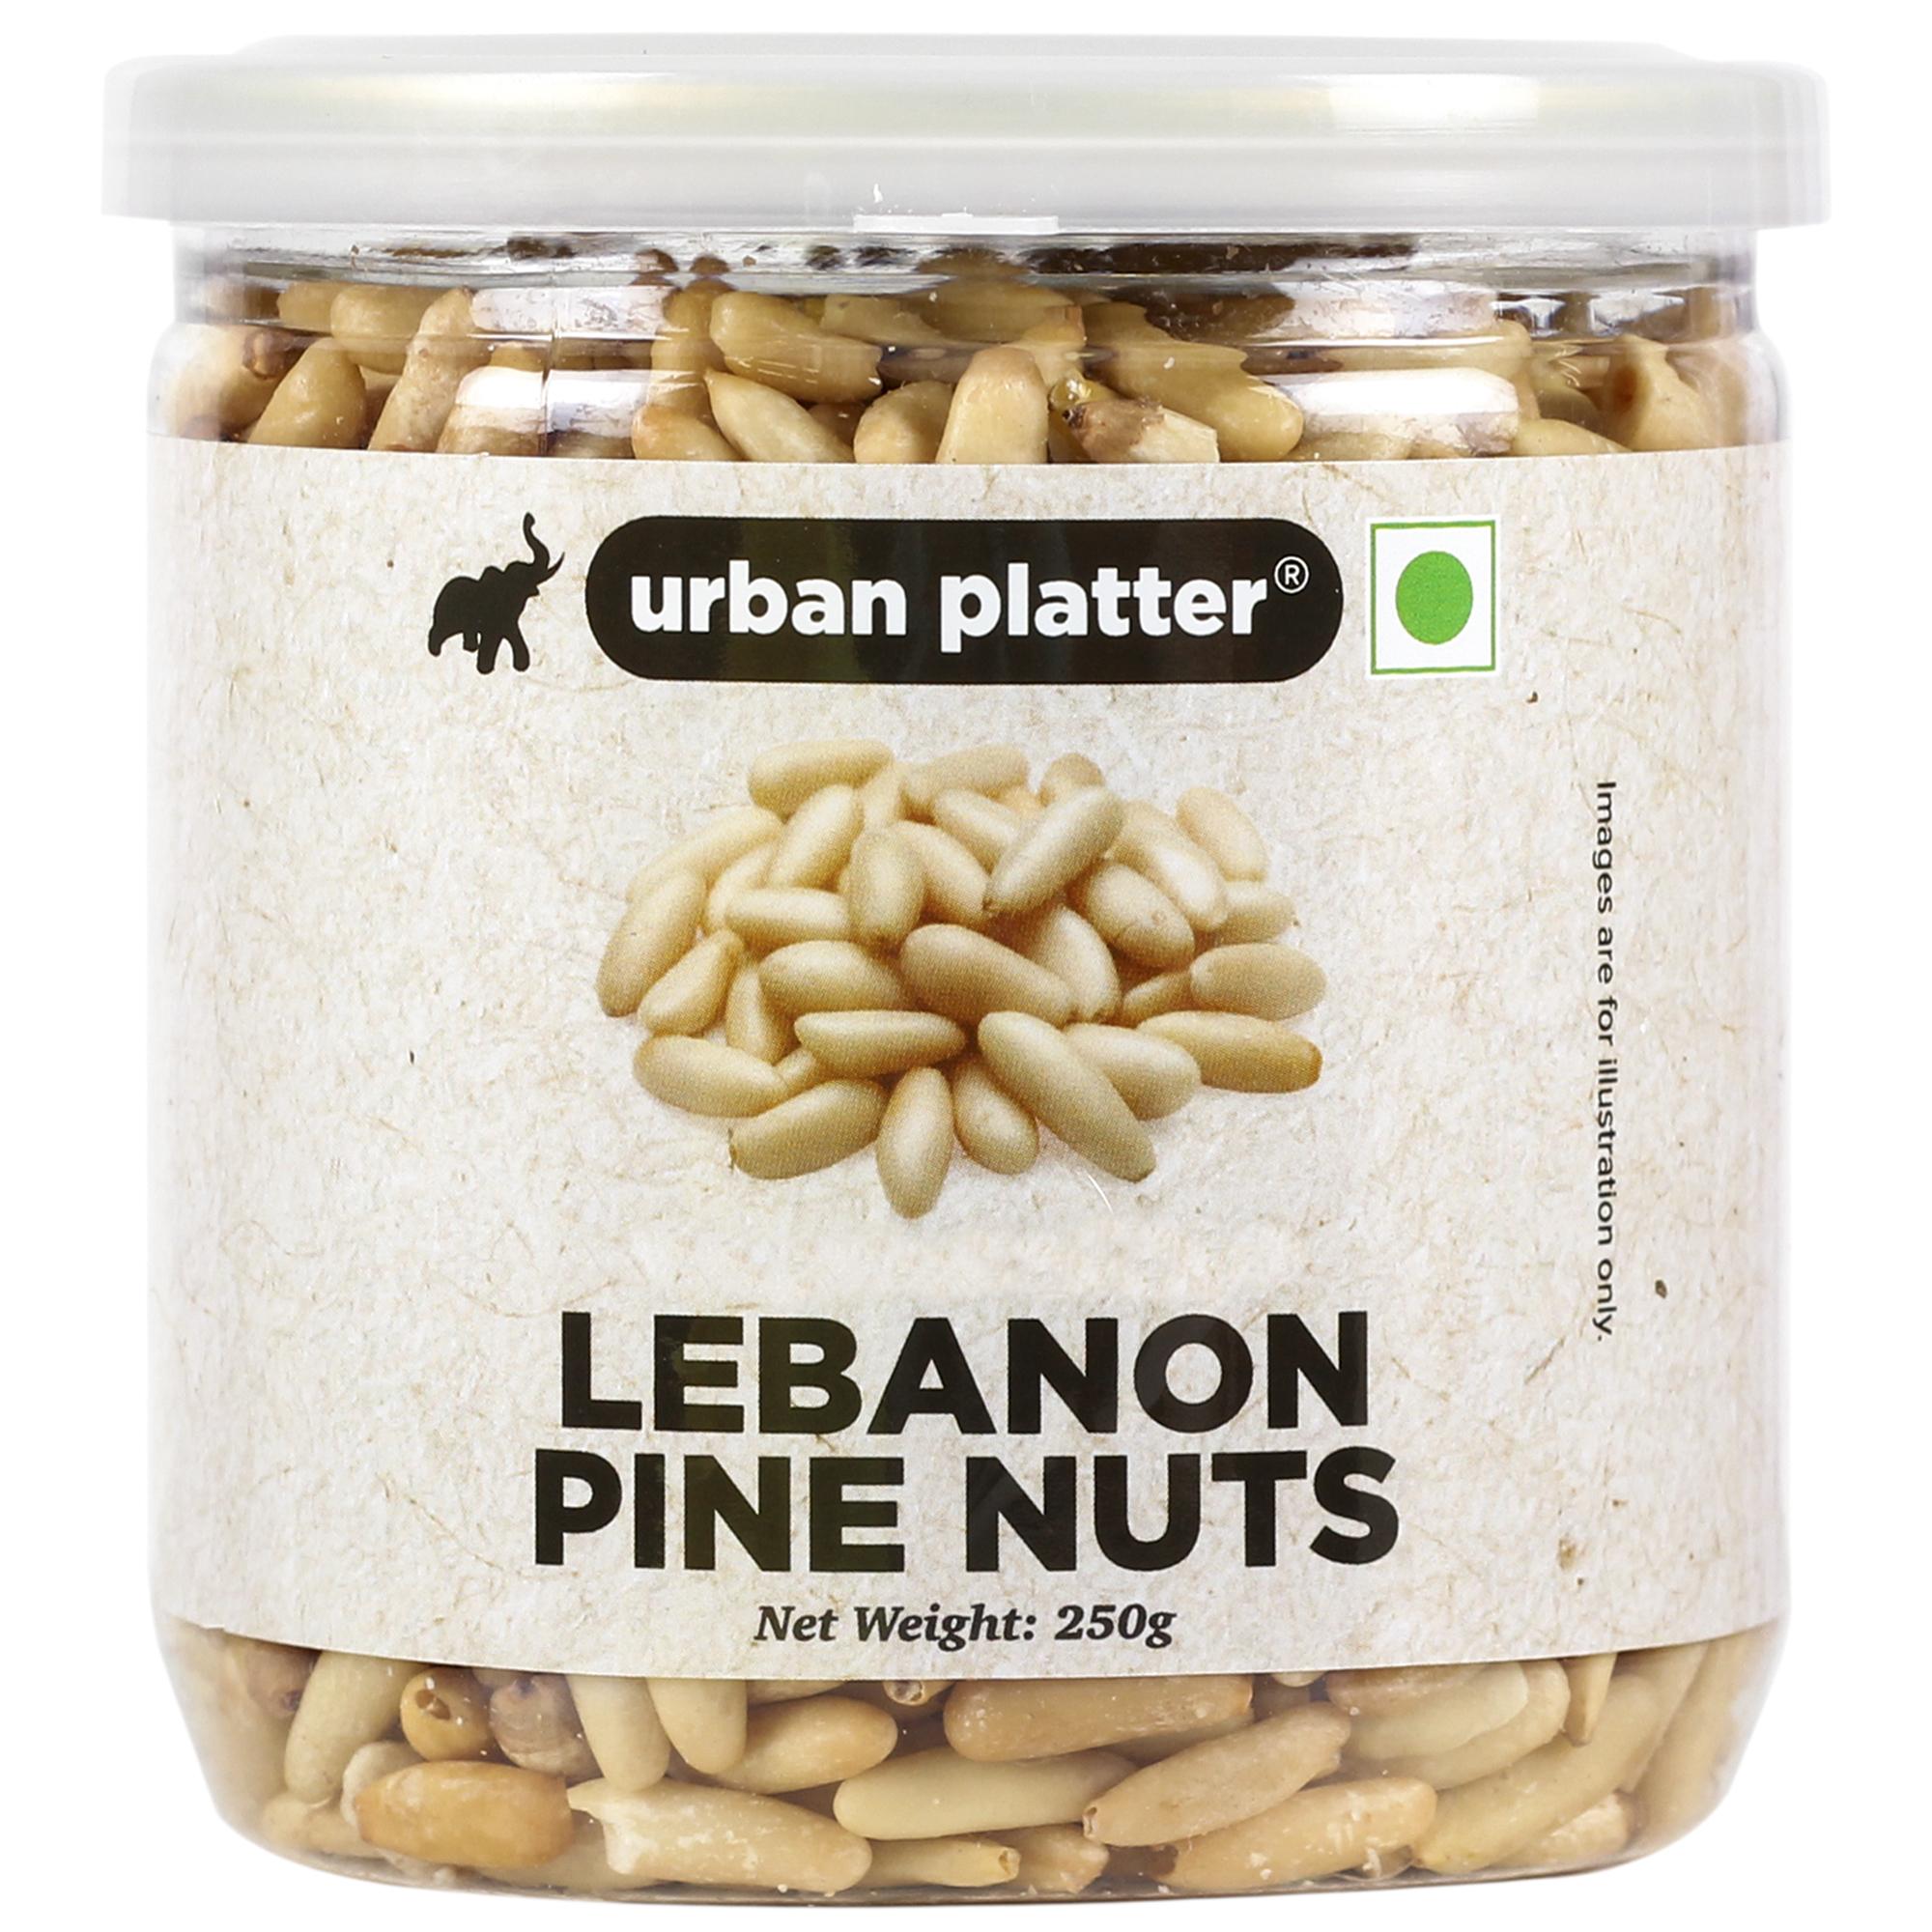 urban platter®
Images are for illustration only.
LEBANON
PINE NUTS
Net Weight: 250g